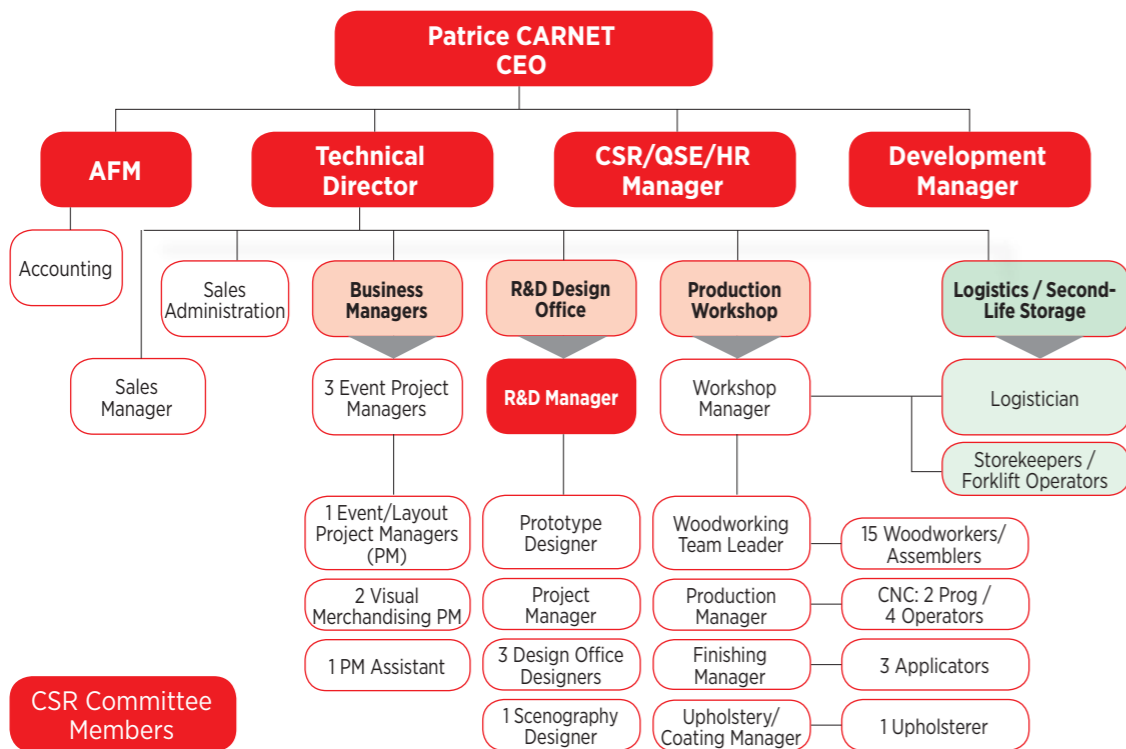 Patrice CARNET
CEO
AFM
Technical
Director
CSR/QSE/HR
Manager
Development
Manager
Accounting
Sales
Administration
Business
Managers
R&D Design
Office
Production
Workshop
Logistics / Second-
Life Storage
Sales
Manager
3 Event Project
Managers
R&D Manager
Workshop
Manager
Logistician
Storekeepers /
Forklift Operators
1 Event/Layout
Project Managers
(PM)
Prototype
Designer
Woodworking
Team Leader
15 Woodworkers/
Assemblers
2 Visual
Merchandising PM
Project
Manager
Production
Manager
CNC: 2 Prog /
4 Operators
1 PM Assistant
3 Design Office
Designers
Finishing
Manager
3 Applicators
1 Scenography
Designer
Upholstery/
Coating Manager
1 Upholsterer
CSR Committee
Members